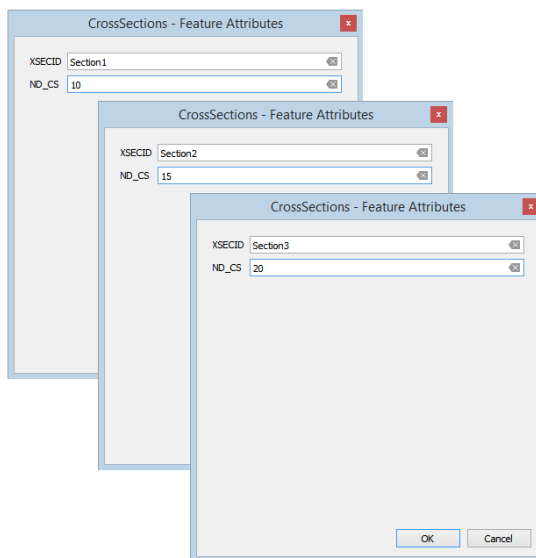 CrossSections - Feature Attributes
x
XSECID Section1
ND_CS 10
CrossSections - Feature Attributes
x
XSECID Section2
ND_CS 15
CrossSections - Feature Attributes
x
XSECID Section3
ND_CS 20
OK Cancel